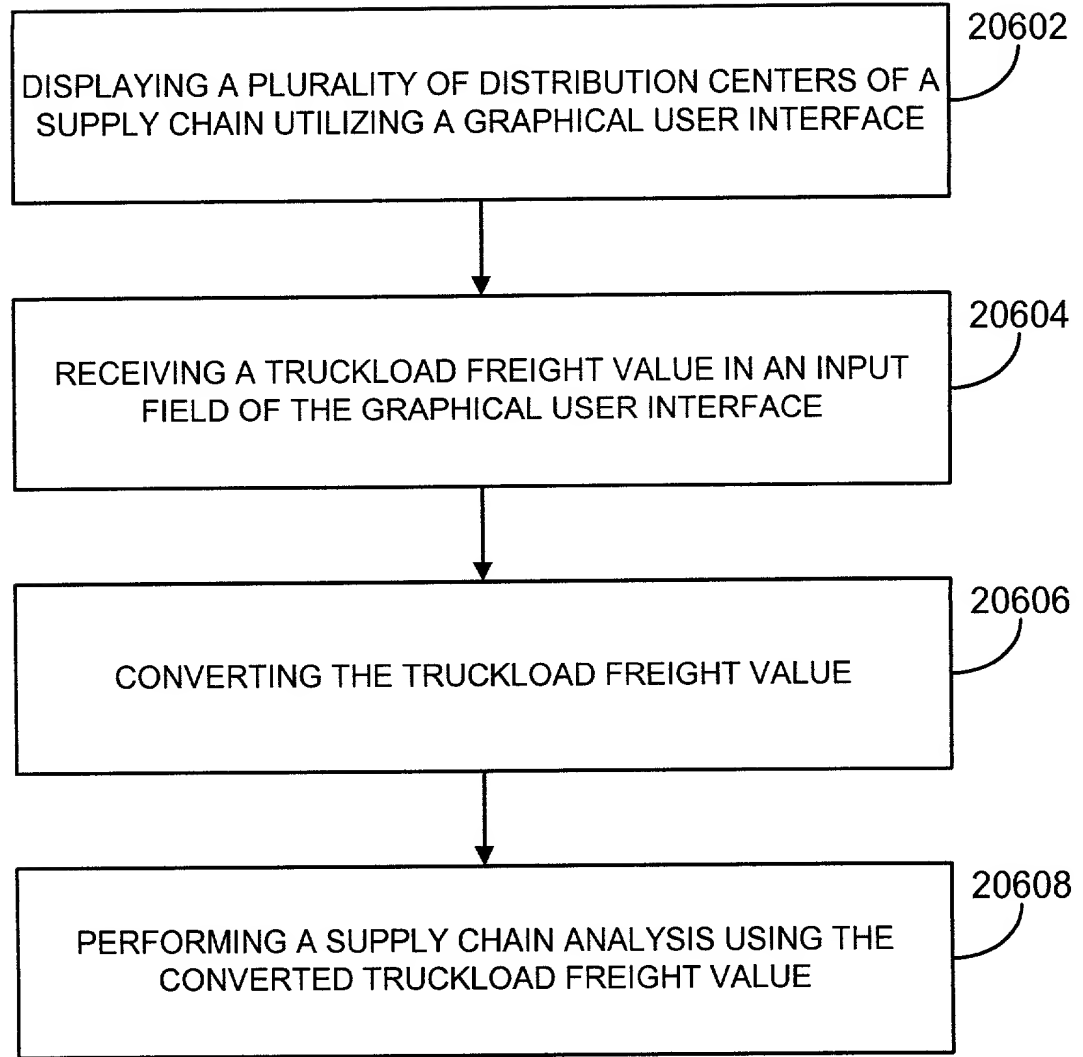 20602
DISPLAYING A PLURALITY OF DISTRIBUTION CENTERS OF A
SUPPLY CHAIN UTILIZING A GRAPHICAL USER INTERFACE
20604
RECEIVING A TRUCKLOAD FREIGHT VALUE IN AN INPUT
FIELD OF THE GRAPHICAL USER INTERFACE
20606
CONVERTING THE TRUCKLOAD FREIGHT VALUE
20608
PERFORMING A SUPPLY CHAIN ANALYSIS USING THE
CONVERTED TRUCKLOAD FREIGHT VALUE